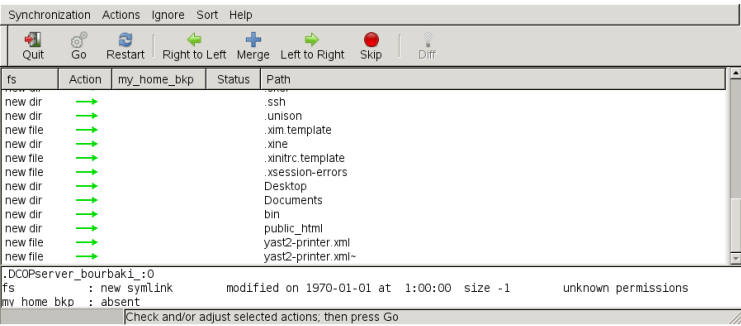 Synchronization Actions Ignore Sort Help
Quit Go Restart Right to Left Merge Left to Right Skip Diff
fs Action my_home_bkp Status Path
new dir .ssh
new dir .unison
new file .xim.template
new dir .xine
new file .xinitrc.template
new file .xsession-errors
new dir Desktop
new dir Documents
new dir bin
new dir public_html
new file yast2-printer.xml
new file yast2-printer.xml~
.DCOPserver_bourbaki_:0
fs : new symlink modified on 1970-01-01 at 1:00:00 size -1 unknown permissions
my_home_bkp : absent
Check and/or adjust selected actions; then press Go